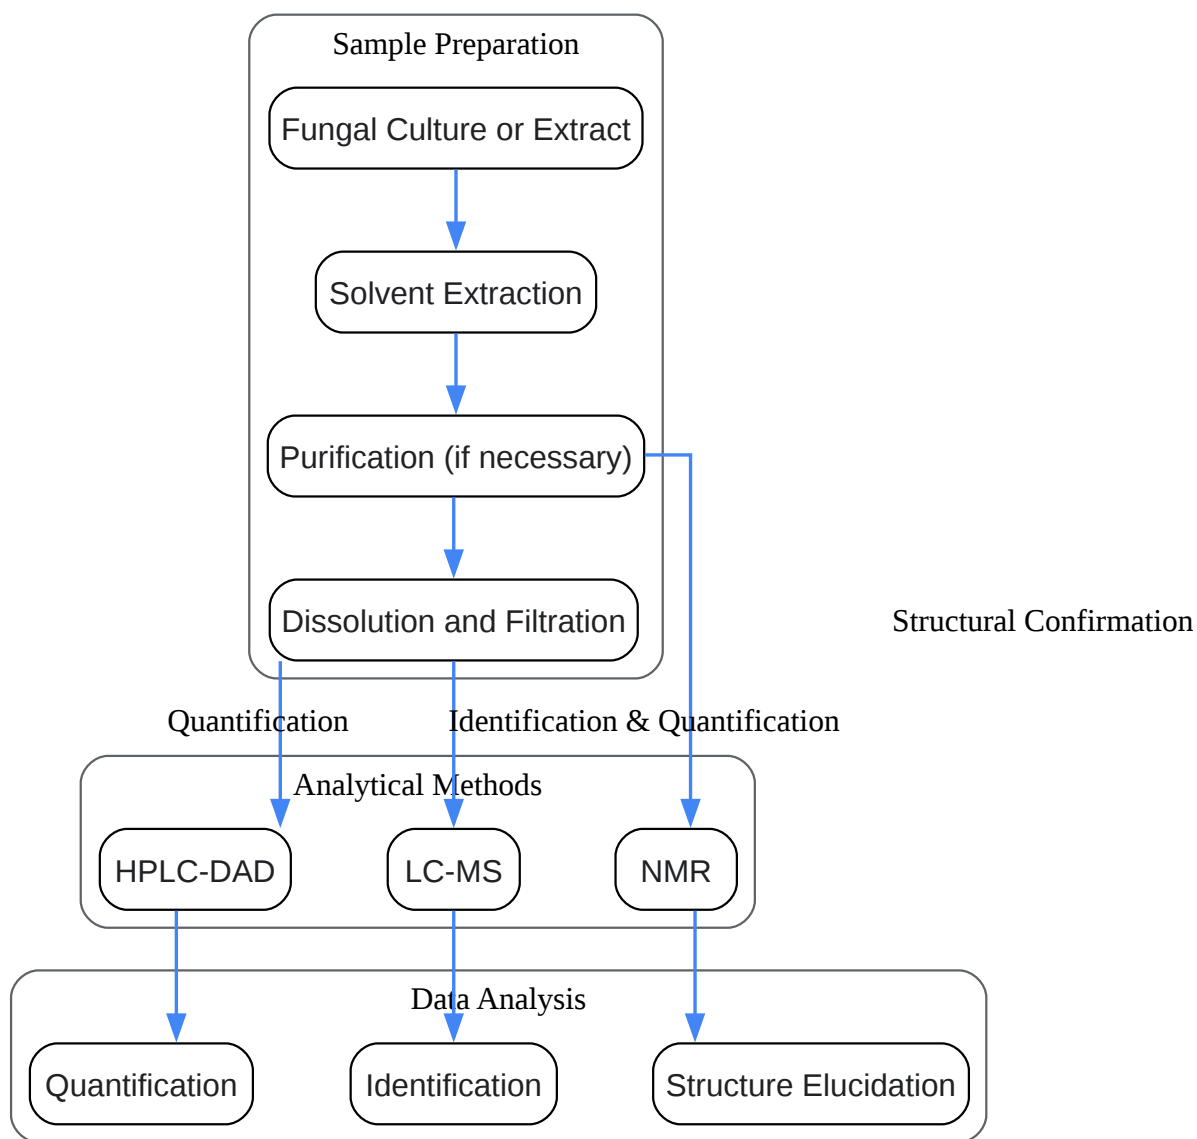 Sample Preparation
Fungal Culture or Extract
Solvent Extraction
Purification (if necessary)
Dissolution and Filtration
Structural Confirmation
Quantification
Identification & Quantification
Analytical Methods
HPLC-DAD
LC-MS
NMR
Data Analysis
Quantification
Identification
Structure Elucidation